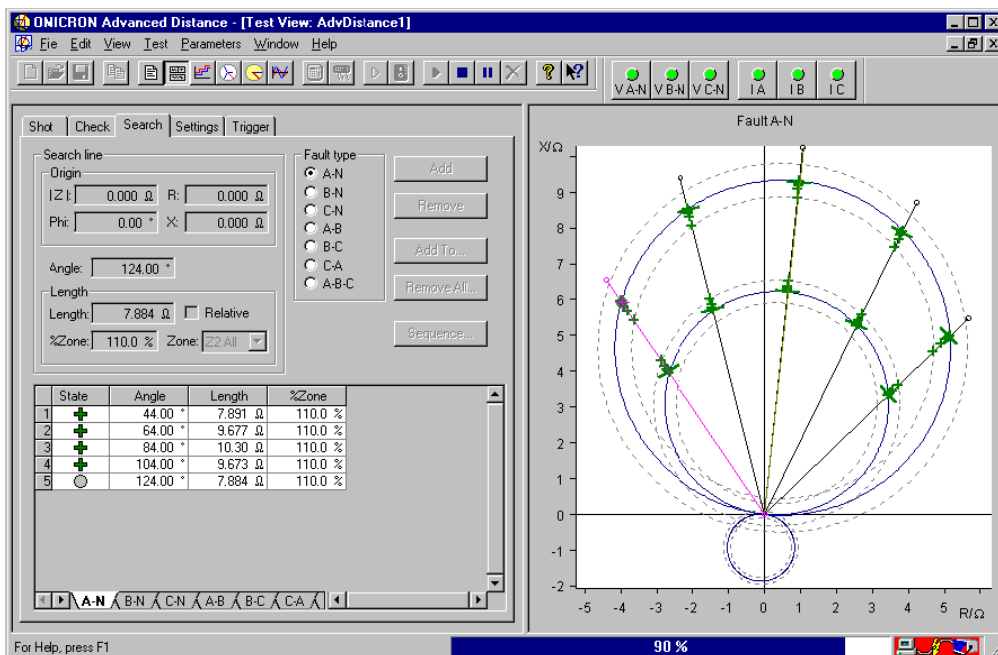 OMICRON Advanced Distance - [Test View: AdvDistance1]
Fie Edit View Test Parameters Window Help
V A-N V B-N V C-N I A I B I C
Shot Check Search Settings Trigger
Search line
Origin
IZ I: 0.000 Ω R: 0.000 Ω
Phi: 0.00 ° X: 0.000 Ω
Angle: 124.00 °
Length
Length: 7.884 Ω Relative
%Zone: 110.0 % Zone: Z2 All
Fault type
A-N
B-N
C-N
A-B
B-C
C-A
A-B-C
Add
Remove
Add To...
Remove All...
Sequence...
State Angle Length %Zone
1 44.00 ° 7.891 Ω 110.0 %
2 64.00 ° 9.677 Ω 110.0 %
3 84.00 ° 10.30 Ω 110.0 %
4 104.00 ° 9.673 Ω 110.0 %
5 124.00 ° 7.884 Ω 110.0 %
A-N B-N C-N A-B B-C C-A
Fault A-N
X/Ω
9
8
7
6
5
4
3
2
1
0
-1
-2
-5 -4 -3 -2 -1 0 1 2 3 4 5 R/Ω
For Help, press F1
90 %